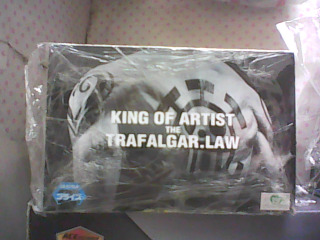 KING OF ARTIST
THE
TRAFALGAR.LAW